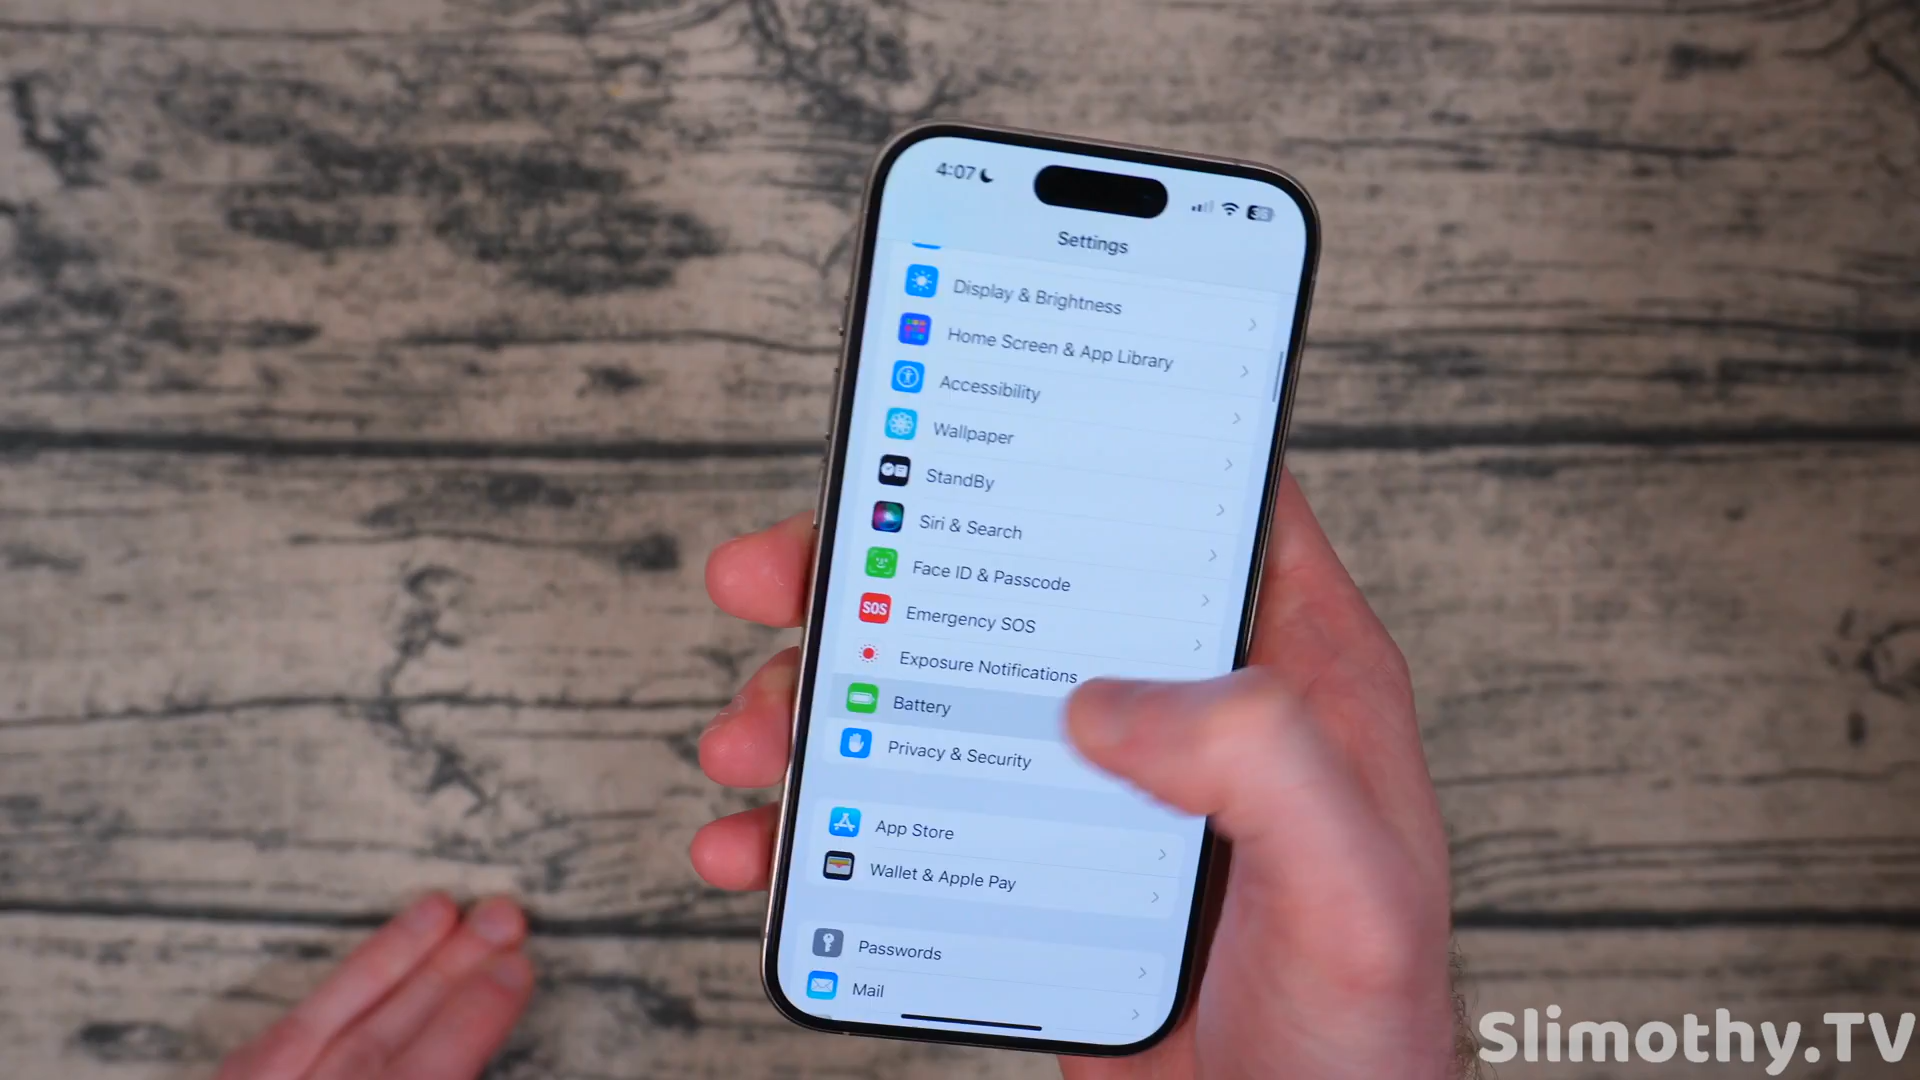 4:07
Settings
Display & Brightness
Home Screen & App Library
Accessibility
Wallpaper
StandBy
Siri & Search
Face ID & Passcode
SOS
Emergency SOS
Exposure Notifications
Battery
Privacy & Security
App Store
Wallet & Apple Pay
Passwords
Mail
Slimothy.TV